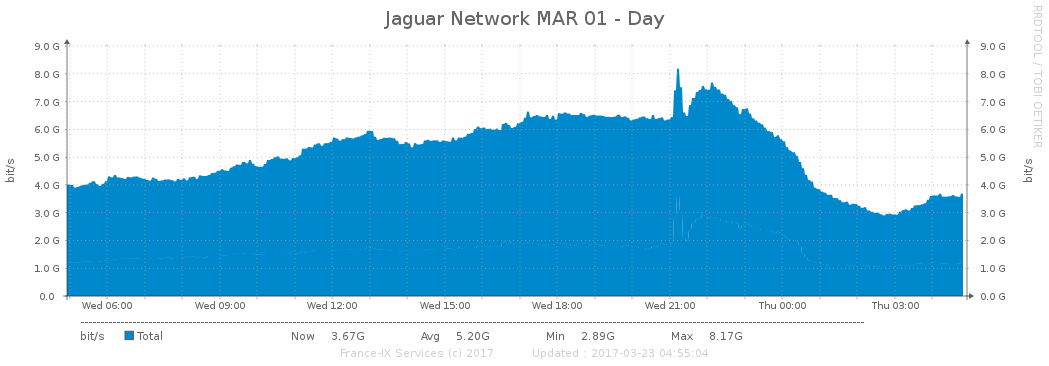 Jaguar Network MAR 01 - Day
RRDTOOL / TOBI OETIKER
9.0 G 9.0 G
8.0 G 8.0 G
7.0 G 7.0 G
6.0 G 6.0 G
5.0 G 5.0 G
4.0 G 4.0 G
3.0 G 3.0 G
2.0 G 2.0 G
1.0 G 1.0 G
0.0 0.0 G
bit/s bit/s
Wed 06:00 Wed 09:00 Wed 12:00 Wed 15:00 Wed 18:00 Wed 21:00 Thu 00:00 Thu 03:00
bit/s Total Now 3.67G Avg 5.20G Min 2.89G Max 8.17G
France-IX Services (c) 2017 Updated : 2017-03-23 04:55:04